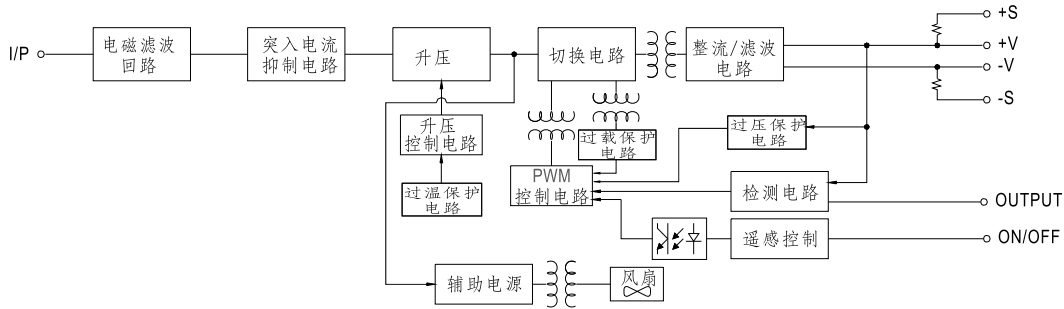 +S
I/P
电磁滤波
回路
突入电流
抑制电路
升压
切换电路
整流/滤波
电路
+V
-V
-S
升压
控制电路
过载保护
电路
过压保护
电路
过温保护
电路
PWM
控制电路
检测电路
OUTPUT
遥感控制
ON/OFF
辅助电源
风扇